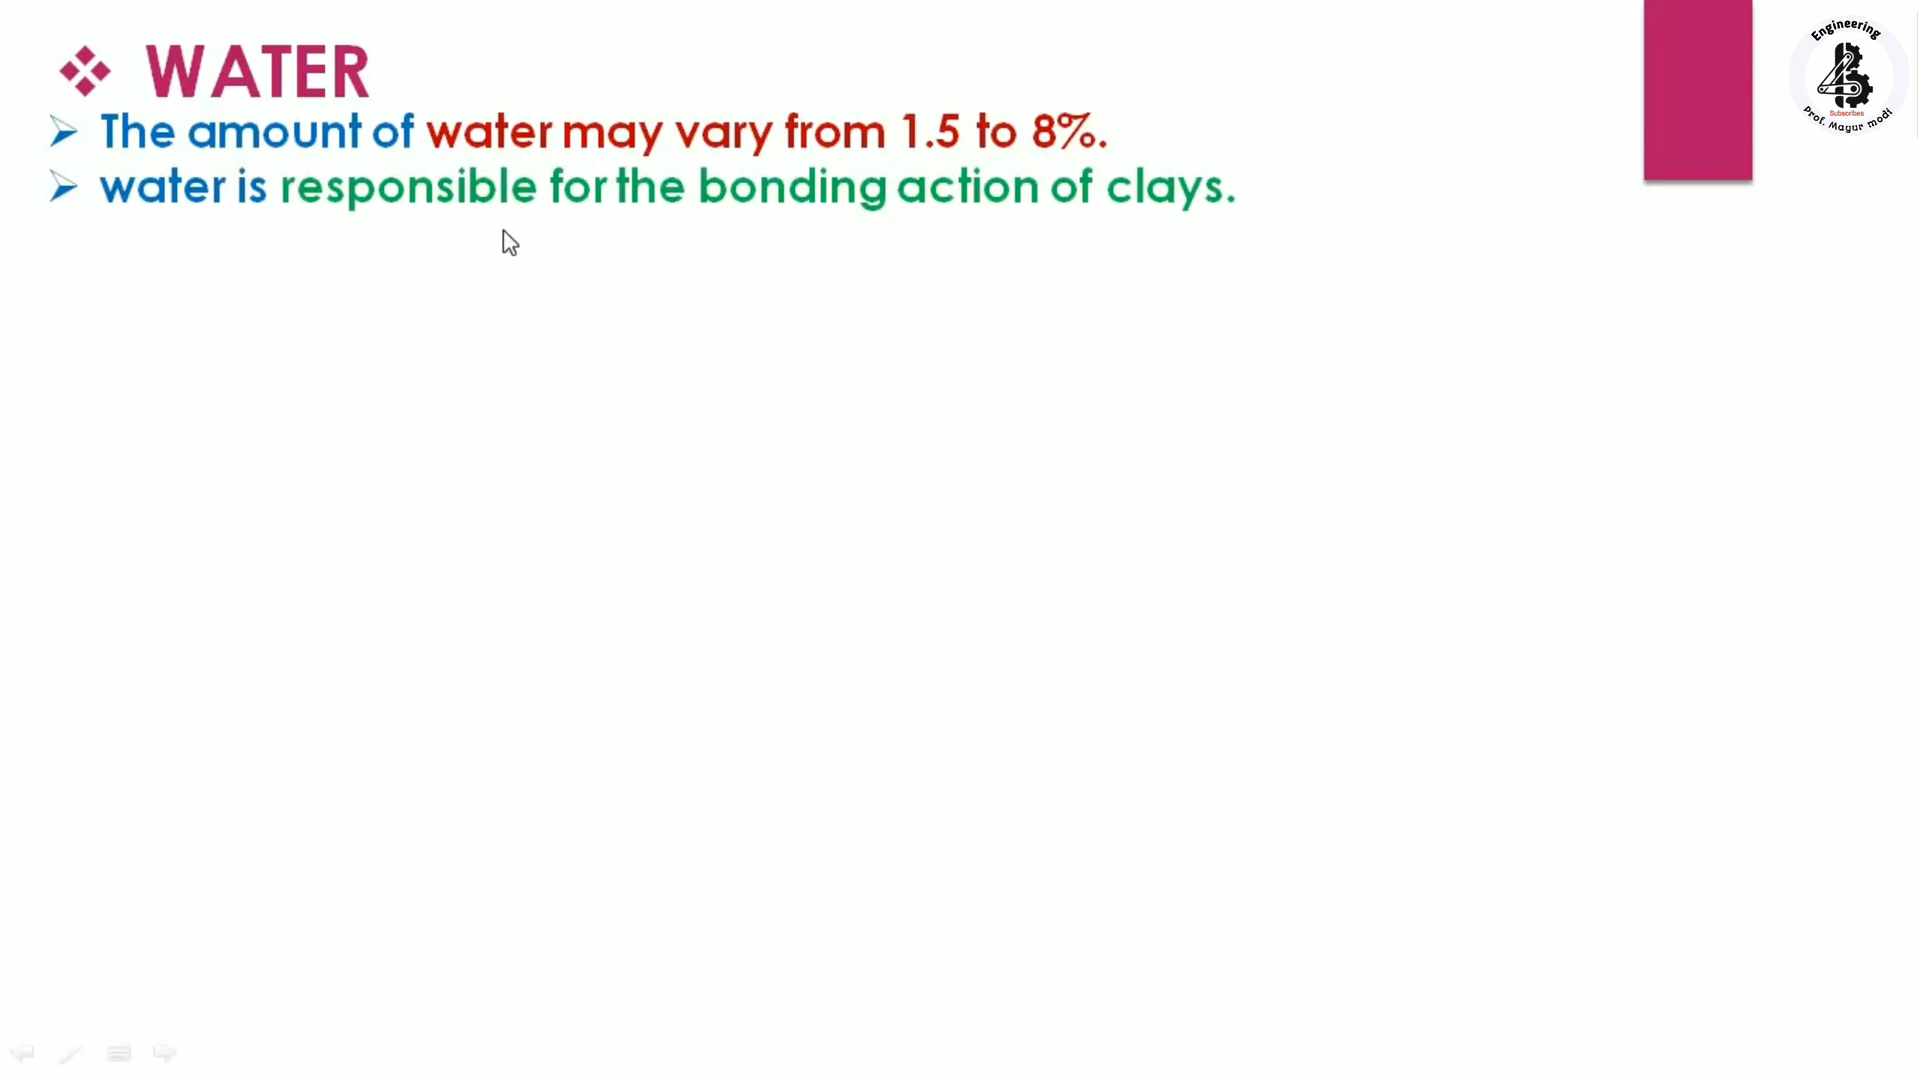 WATER
The amount of water may vary from 1.5 to 8%.
water is responsible for the bonding action of clays.
Engineering
Subscribes
Prof. Mayur modi